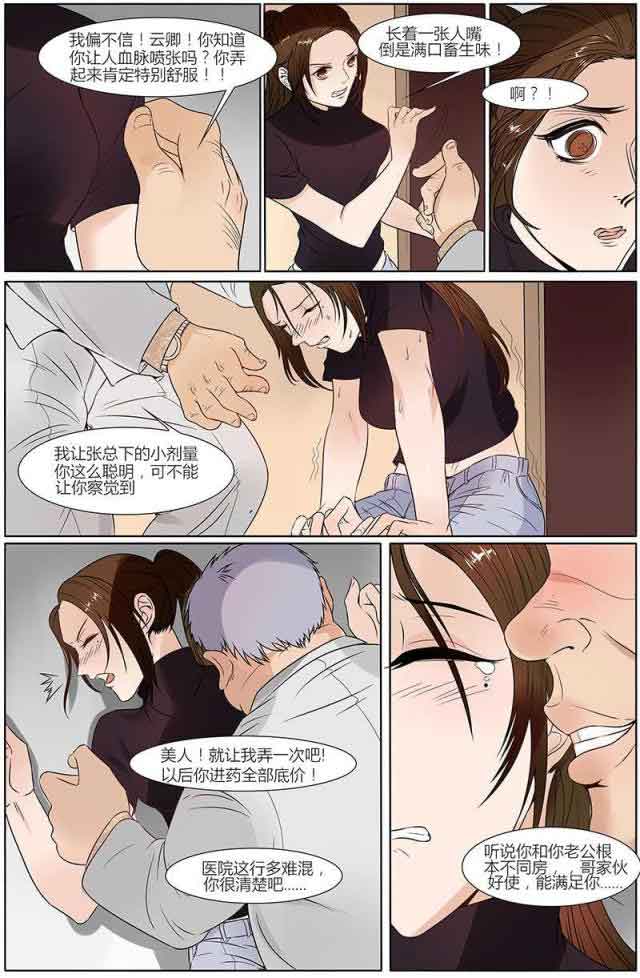 我偏不信！云卿！你知道
你让人血脉喷张吗？你弄
起来肯定特别舒服！！
长着一张人嘴
倒是满口畜生味！
啊？！
我让张总下的小剂量
你这么聪明，可不能
让你察觉到
美人！就让我弄一次吧!
以后你进药全部底价！
医院这行多难混，
你很清楚吧……
听说你和你老公根
本不同房，，哥家伙
好使，能满足你……